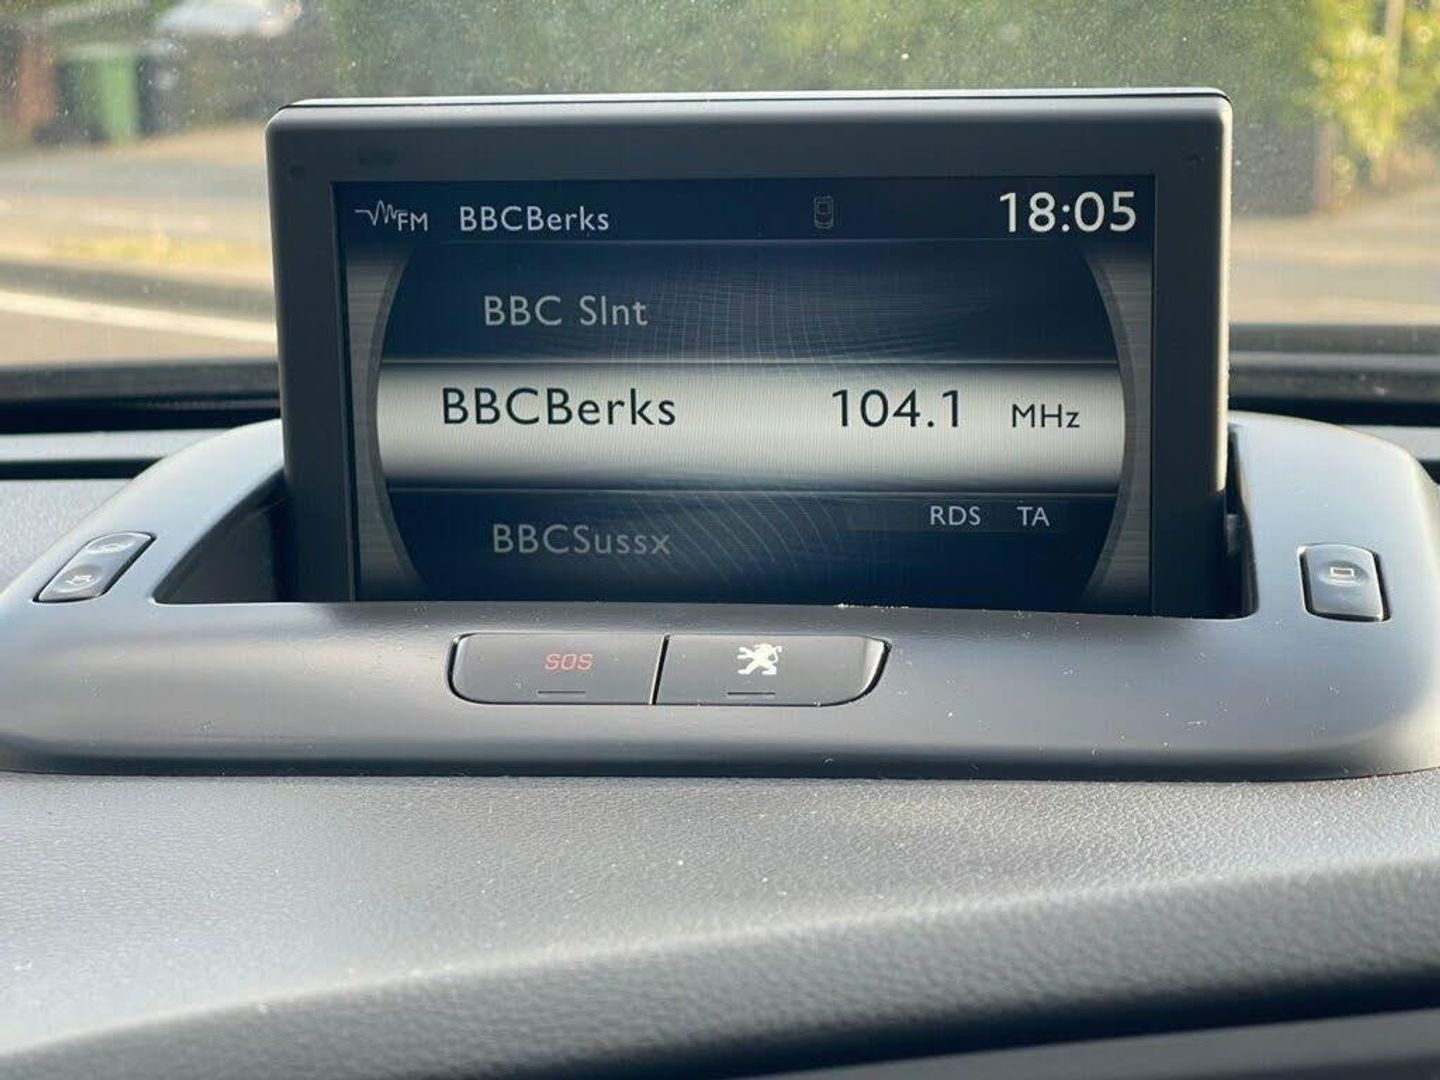 FM BBCBerks 18:05
BBC Slnt
BBCBerks 104.1 MHz
RDS TA
BBCSussx
SOS